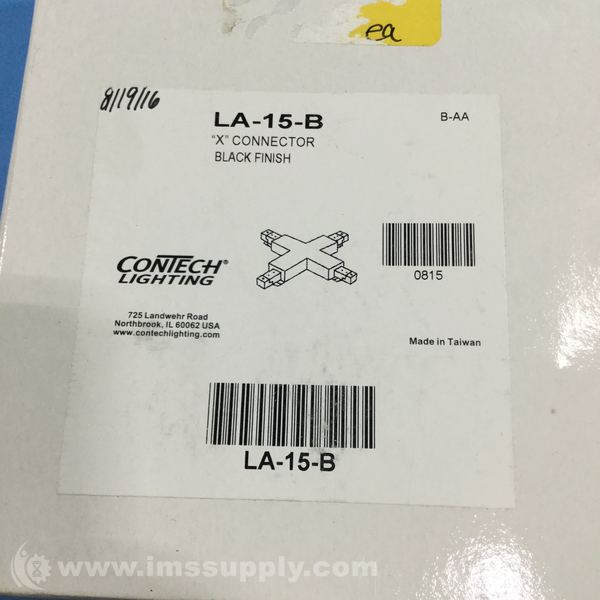 ea
8/19/16
LA-15-B
B-AA
"X" CONNECTOR
BLACK FINISH
0815
CONTECH®
LIGHTING
725 Landwehr Road
Northbrook, IL 60062 USA
www.contechlighting.com
Made in Taiwan
LA-15-B
www.imssupply.com